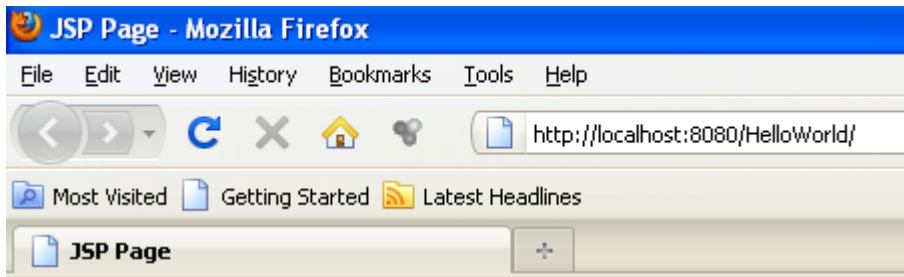 JSP Page - Mozilla Firefox
File Edit View History Bookmarks Tools Help
http://localhost:8080/HelloWorld/
Most Visited Getting Started Latest Headlines
JSP Page